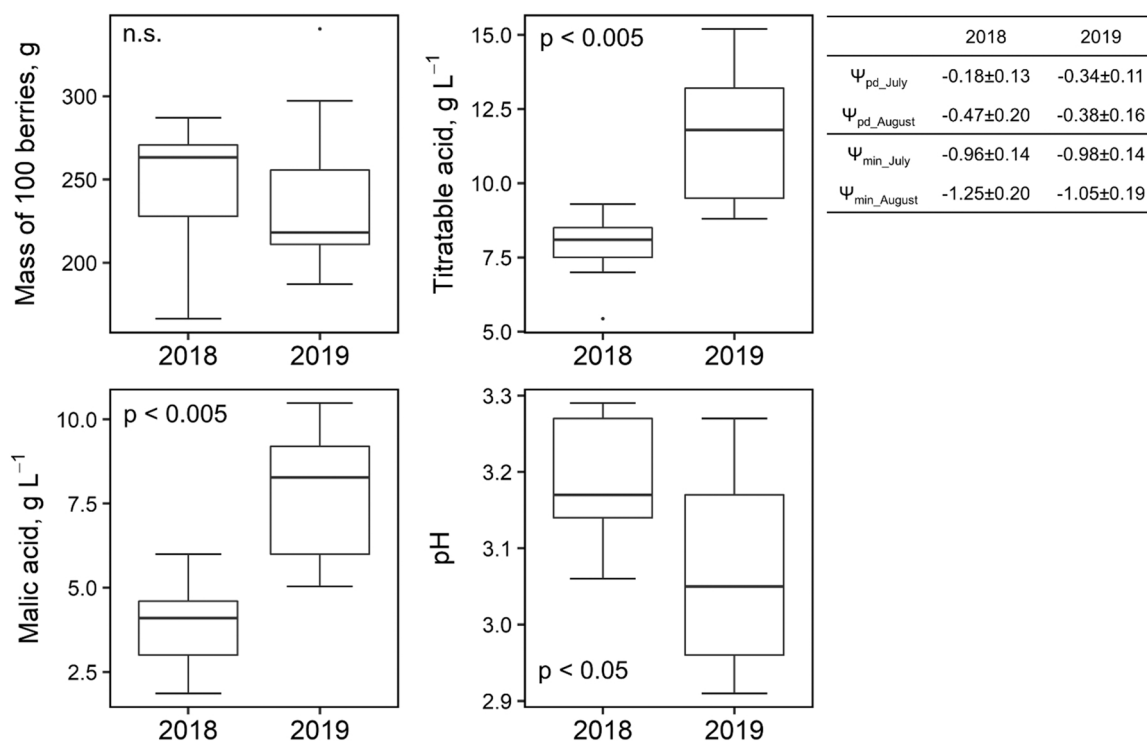 Mass of 100 berries, g
n.s.
300
250
200
2018 2019
Titratable acid, g L⁻¹
p < 0.005
15.0
12.5
10.0
7.5
5.0
2018 2019
2018 2019
Ψpd_July -0.18±0.13 -0.34±0.11
Ψpd_August -0.47±0.20 -0.38±0.16
Ψmin_July -0.96±0.14 -0.98±0.14
Ψmin_August -1.25±0.20 -1.05±0.19
Malic acid, g L⁻¹
p < 0.005
10.0
7.5
5.0
2.5
2018 2019
pH
3.3
3.2
3.1
3.0
2.9
p < 0.05
2018 2019